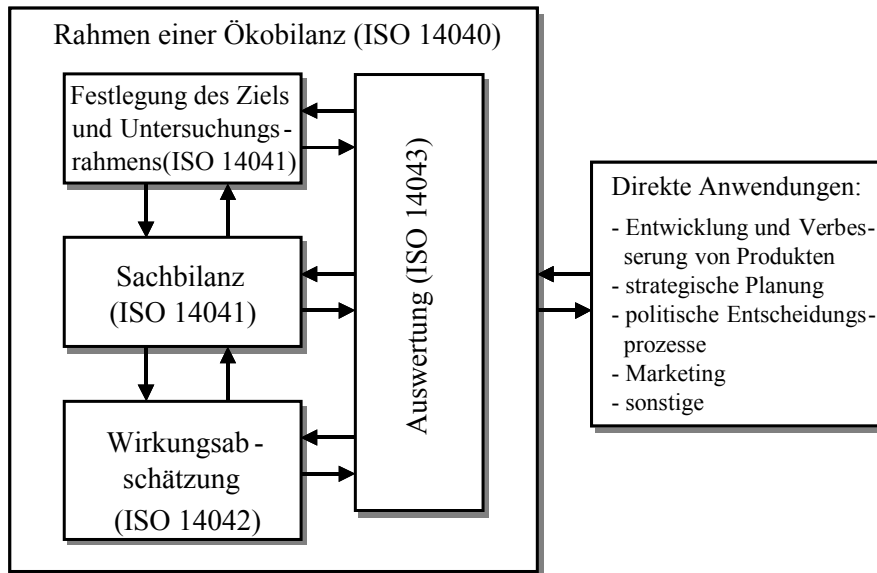 Rahmen einer Ökobilanz (ISO 14040)
Festlegung des Ziels
und Untersuchungs-
rahmens(ISO 14041)
Sachbilanz
(ISO 14041)
Wirkungsab-
schätzung
(ISO 14042)
Auswertung (ISO 14043)
Direkte Anwendungen:
- Entwicklung und Verbes-
serung von Produkten
- strategische Planung
- politische Entscheidungs-
prozesse
- Marketing
- sonstige